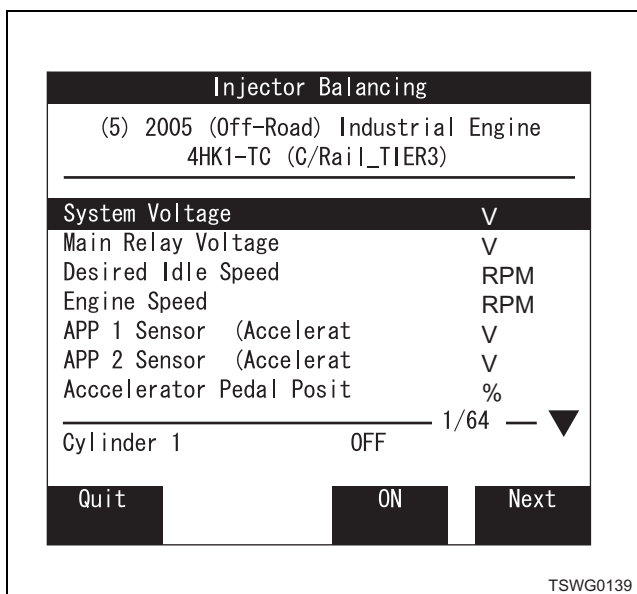 Injector Balancing
(5) 2005 (Off-Road) Industrial Engine
4HK1-TC (C/Rail_TIER3)
System Voltage V
Main Relay Voltage V
Desired Idle Speed RPM
Engine Speed RPM
APP 1 Sensor (Accelerat V
APP 2 Sensor (Accelerat V
Acccelerator Pedal Posit %
1/64
Cylinder 1 OFF
Quit ON Next
TSWG0139